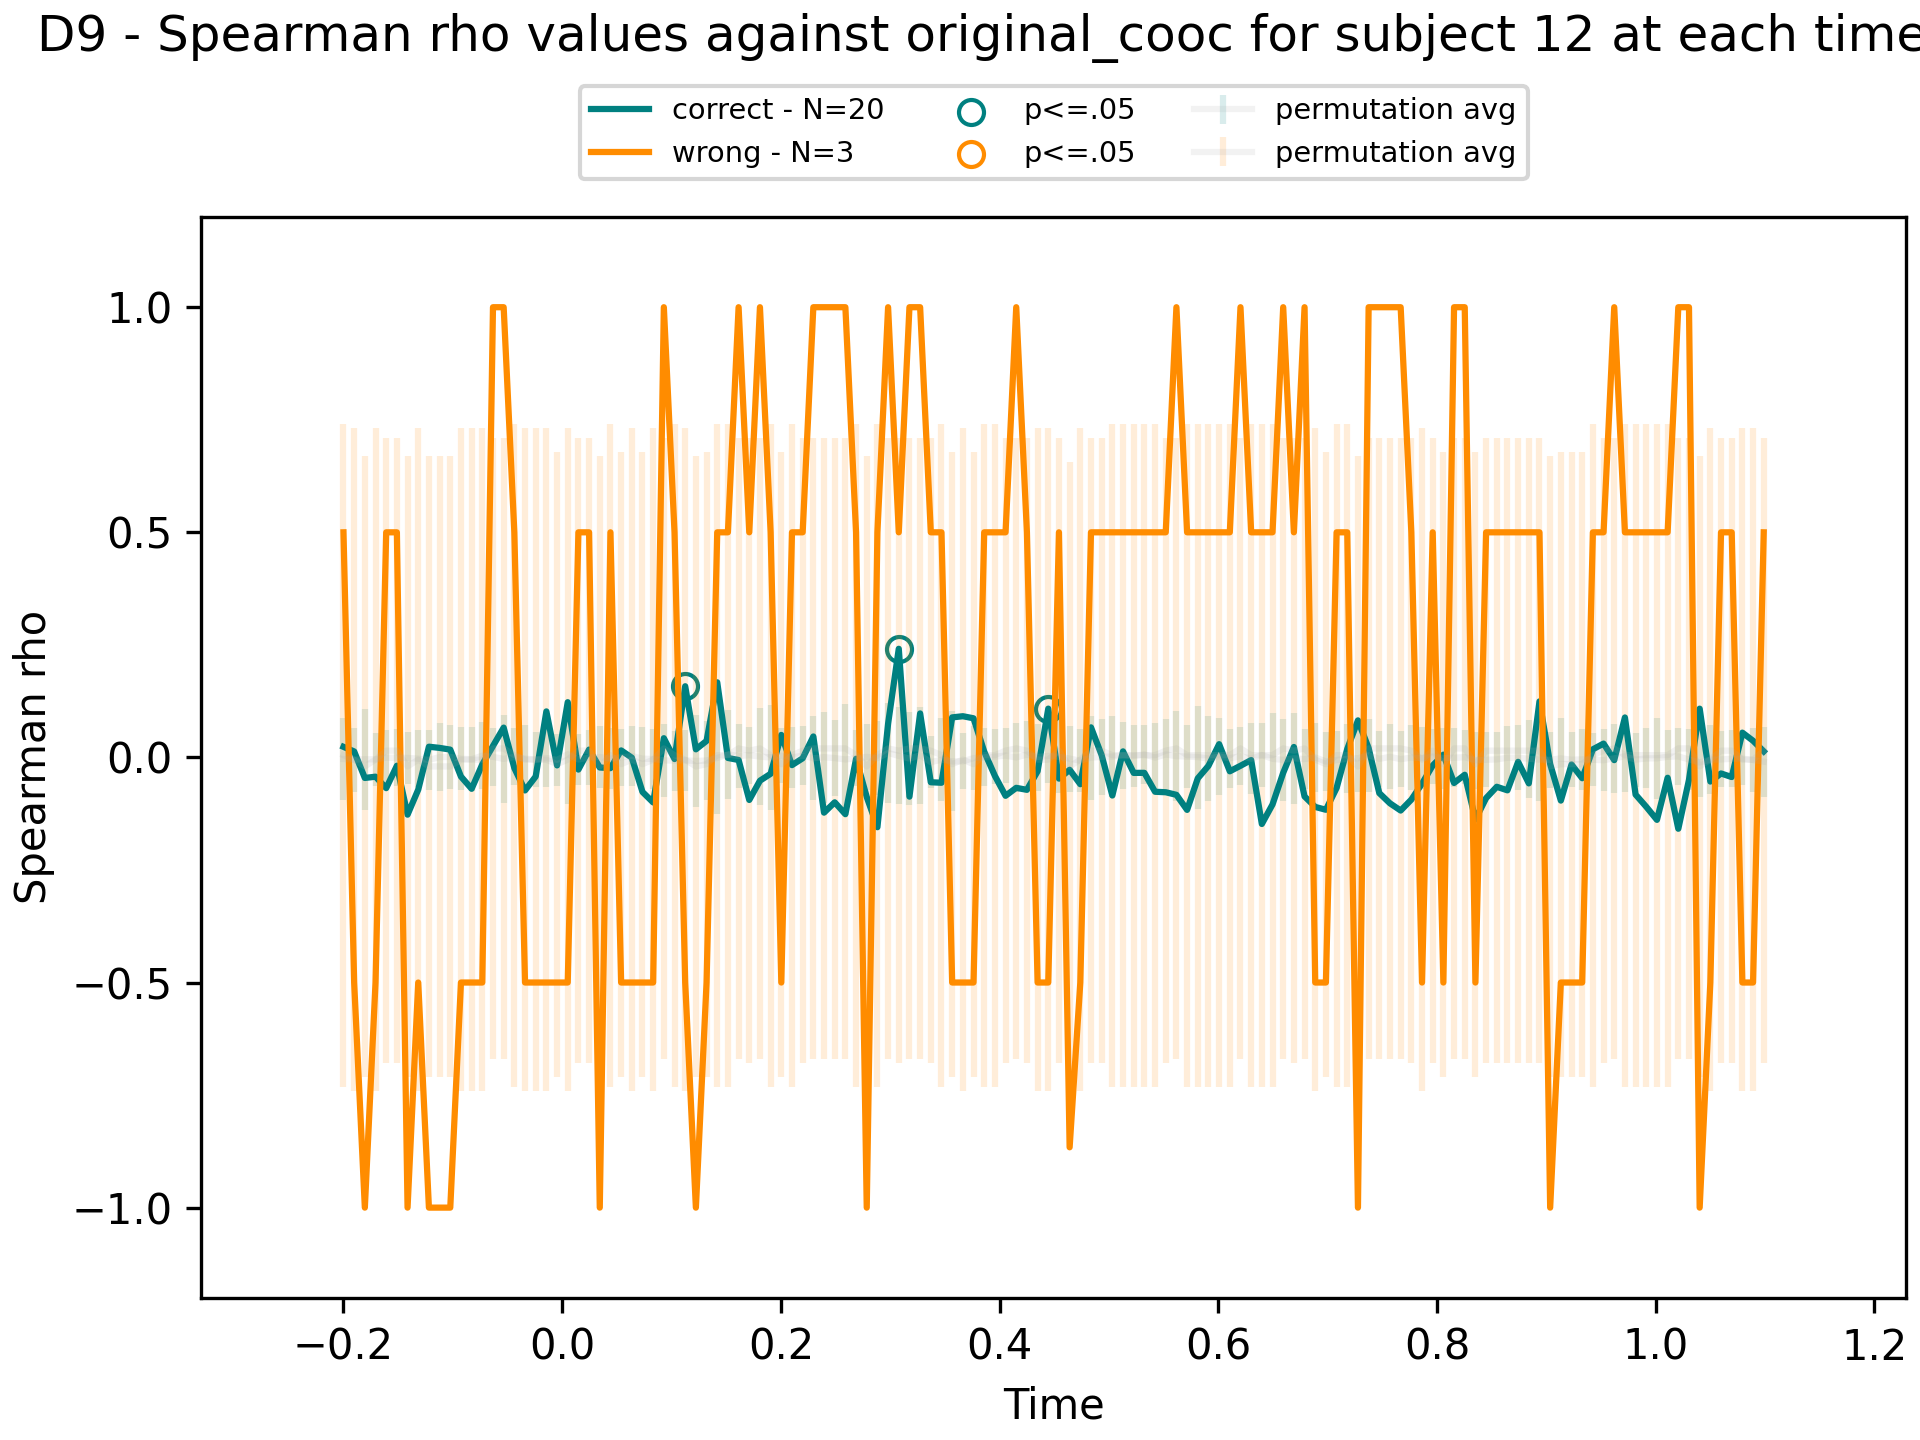 D9 - Spearman rho values against original_cooc for subject 12 at each time
correct - N=20
wrong - N=3
p<=.05
p<=.05
permutation avg
permutation avg
1.0
0.5
0.0
−0.5
−1.0
Spearman rho
−0.2 0.0 0.2 0.4 0.6 0.8 1.0 1.2
Time